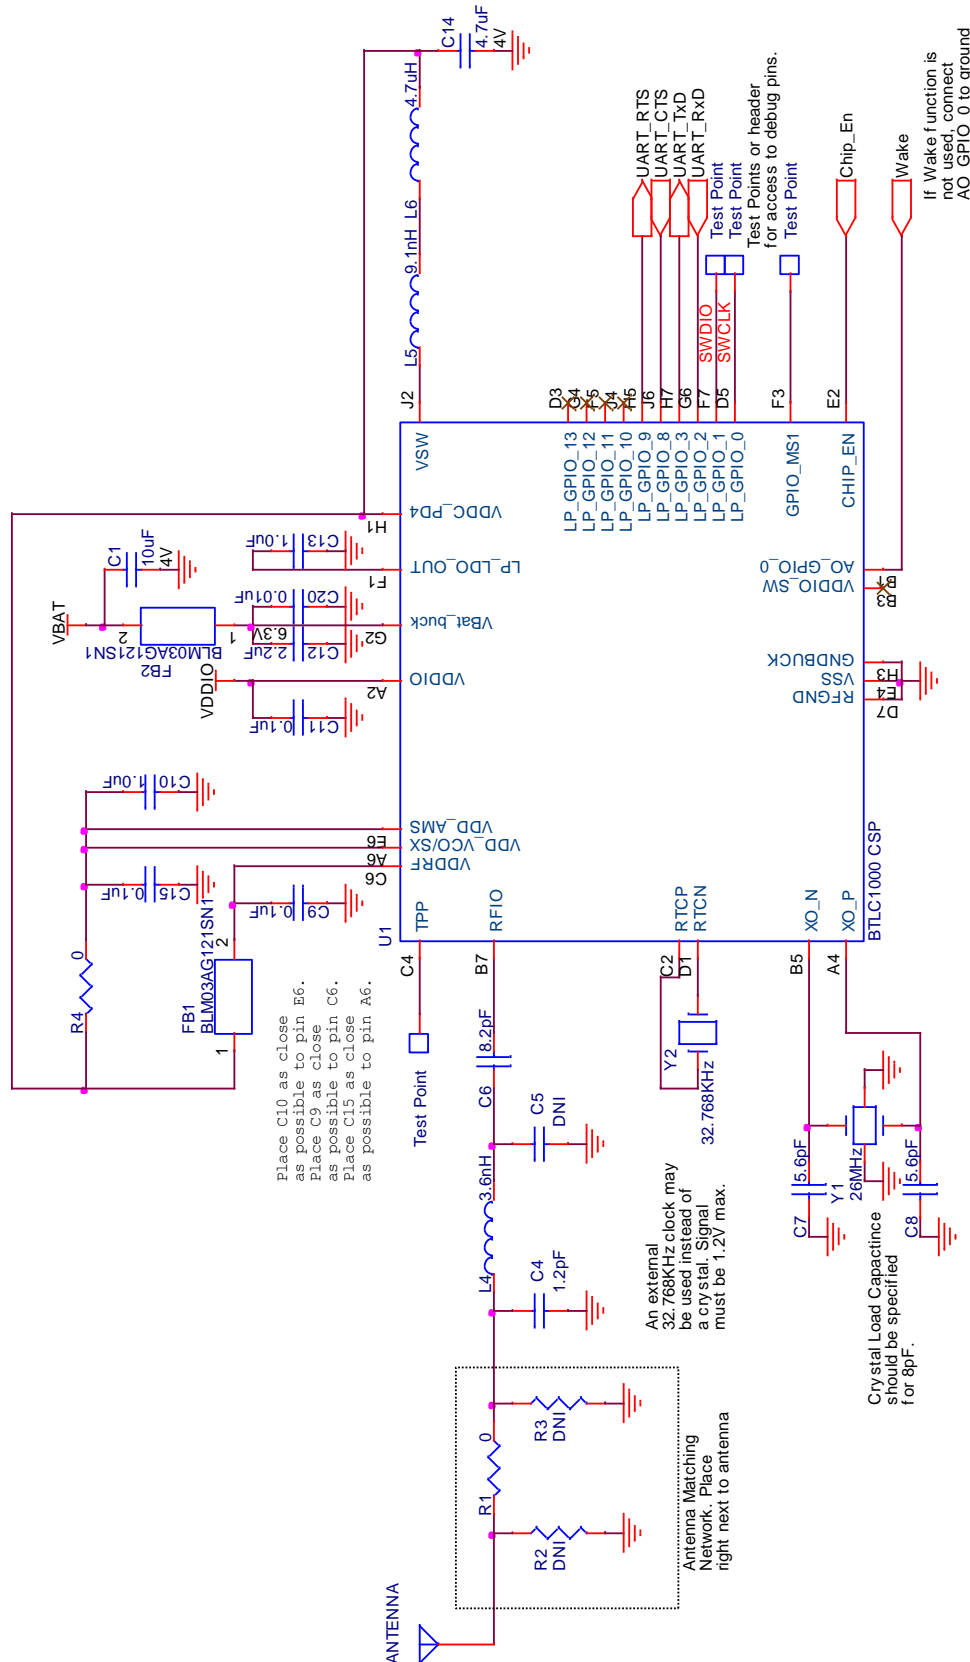 VBAT
C1
10uF
4V
2
1
BLM03AG121SN1
FB2
VDDIO
C14
4.7uF
4V
4.7uH
L6
9.1nH
L5
C13
1.0uF
C20
0.01uF
6.3V
C12
2.2uF
C11
0.1uF
C10
1.0uF
C15
0.1uF
C9
0.1uF
R4
0
FB1
BLM03AG121SN1
1
2
Place C10 as close
as possible to pin E6.
Place C9 as close
as possible to pin C6.
Place C15 as close
as possible to pin A6.
U1
BTLC1000 CSP
H1
VDDC_PD4
F1
LP_LDO_OUT
G2
VBat_buck
A2
VDDIO
E6
VDD_AMS
A6
VDD_VCO/SX
C6
VDDRF
J2
VSW
D3
LP_GPIO_13
G4
LP_GPIO_12
F5
LP_GPIO_11
J4
LP_GPIO_10
H5
LP_GPIO_9
J6
LP_GPIO_8
H7
LP_GPIO_3
G6
LP_GPIO_2
F7
LP_GPIO_1
D5
LP_GPIO_0
F3
GPIO_MS1
E2
CHIP_EN
UART_RTS
UART_CTS
UART_TxD
UART_RxD
SWDIO
SWCLK
Test Point
Test Point
Test Points or header
for access to debug pins.
Test Point
Chip_En
Wake
If Wake function is
not used, connect
AO_GPIO_0 to ground
B1
AO_GPIO_0
B3
VDDIO_SW
H3
GNDBUCK
E4
VSS
D7
RFGND
C4
TPP
Test Point
B7
RFIO
C2
RTCP
D1
RTCN
B5
XO_N
A4
XO_P
C6
8.2pF
C5
DNI
L4
3.6nH
C4
1.2pF
Y2
32.768KHz
An external
32.768KHz clock may
be used instead of
a crystal. Signal
must be 1.2V max.
C7
5.6pF
Y1
26MHz
C8
5.6pF
Crystal Load Capactince
should be specified
for 8pF.
R3
DNI
R1
0
R2
DNI
Antenna Matching
Network. Place
right next to antenna
ANTENNA